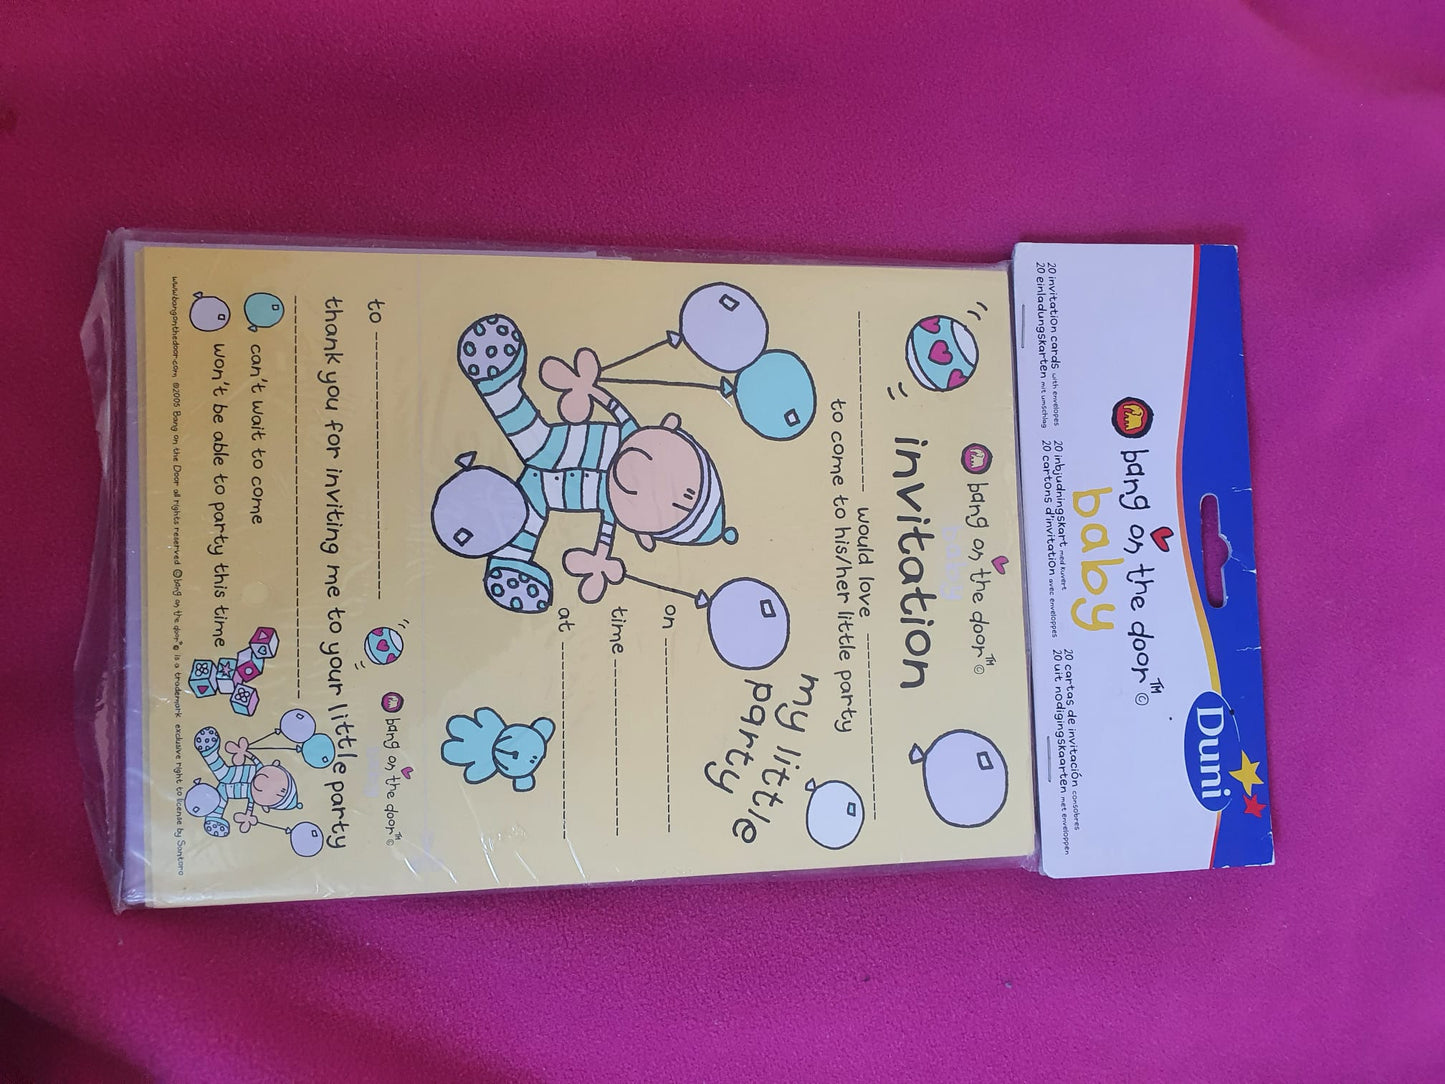 Duni
bang on the door™©
baby
20 invitation cards with envelopes
20 einladungskarten mit umschlag
20 inbjudningskart med kuvert
20 cartons d'invitation avec enveloppes
20 cartas de invitación consobres
20 uit nodigingskaarten met enveloppen
bang on the door™©
invitation
would love
to come to his/her little party
my little
party
on
time
at
bang on the door™©
to
thank you for inviting me to your little party
can't wait to come
won't be able to party this time
www.bangonthedoor.com ©2005 Bang on the Door all rights reserved ©bang on the door® is a trademark exclusive right to license by Santoro